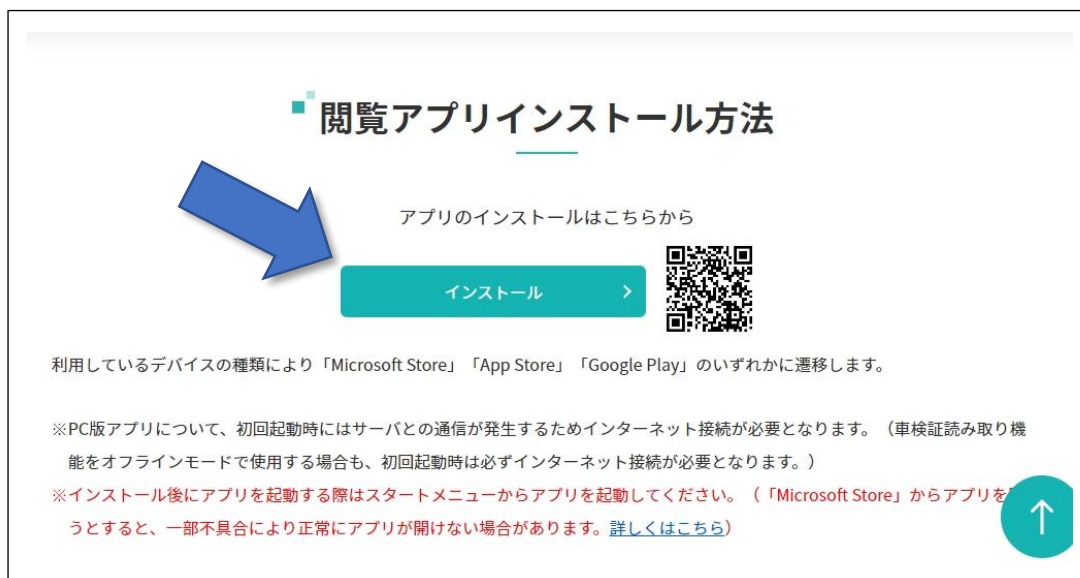 閲覧アプリインストール方法
アプリのインストールはこちらから
インストール
利用しているデバイスの種類により「Microsoft Store」「App Store」「Google Play」のいずれかに遷移します。
※PC版アプリについて、初回起動時にはサーバとの通信が発生するためインターネット接続が必要となります。（車検証読み取り機
能をオフラインモードで使用する場合も、初回起動時は必ずインターネット接続が必要となります。）
※インストール後にアプリを起動する際はスタートメニューからアプリを起動してください。（「Microsoft Store」からアプリを
うとすると、一部不具合により正常にアプリが開けない場合があります。詳しくはこちら）